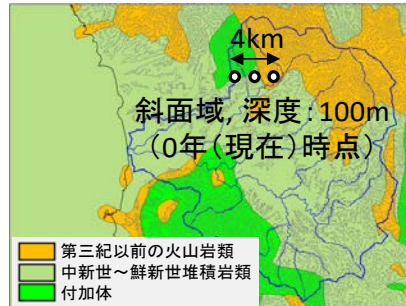 4km
斜面域, 深度：100m
（0年（現在）時点）
第三紀以前の火山岩類
中新世～鮮新世堆積岩類
付加体